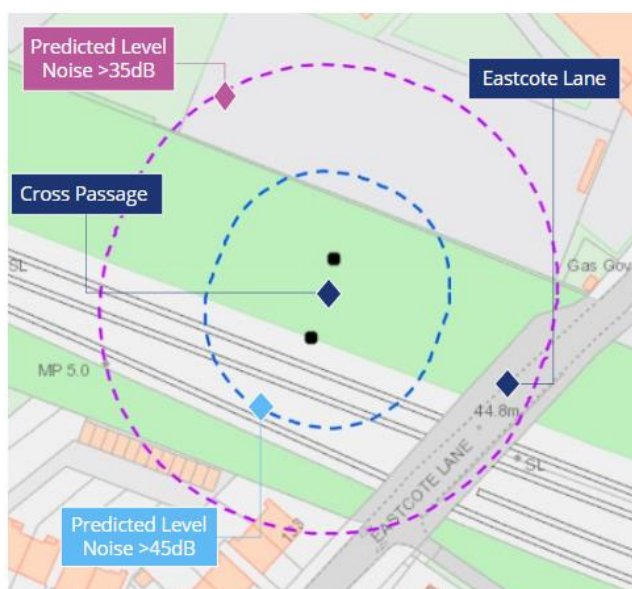 Predicted Level
Noise >35dB
Eastcote Lane
Cross Passage
SL
Gas Gov
MP 5.0
44.8m
EASTCOTE LANE
SL
Predicted Level
Noise >45dB